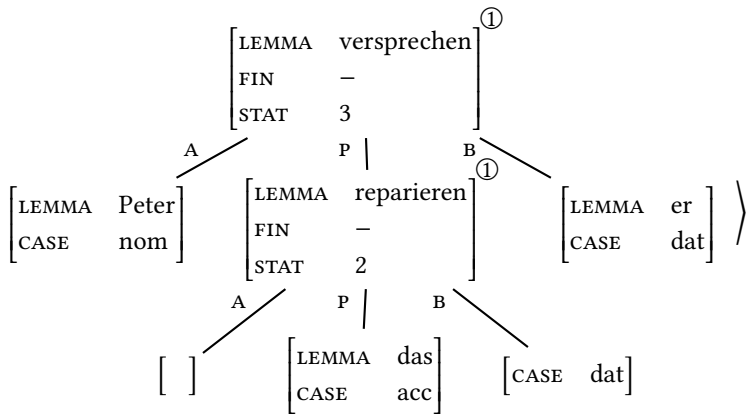 ①
LEMMA versprechen
FIN –
STAT 3
A P B
①
LEMMA Peter
CASE nom
LEMMA reparieren
FIN –
STAT 2
LEMMA er
CASE dat
⟩
A P B
[ ]
LEMMA das
CASE acc
CASE dat